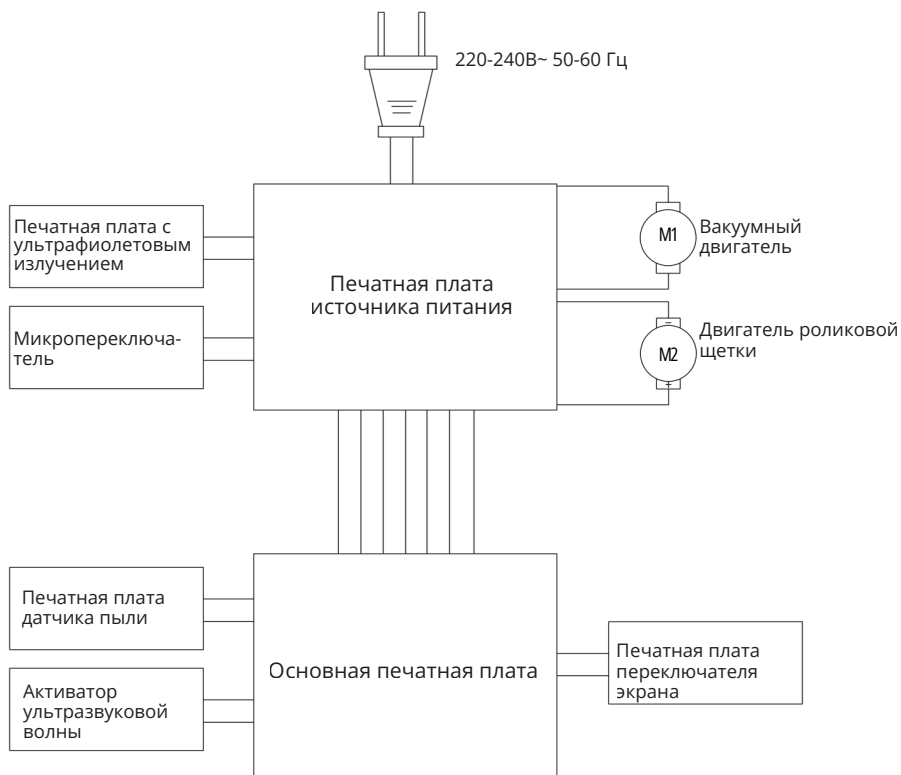 220-240В~ 50-60 Гц
Печатная плата с
ультрафиолетовым
излучением
Микропереключа-
тель
Печатная плата
источника питания
M1
Вакуумный
двигатель
−
M2
+
Двигатель роликовой
щетки
Печатная плата
датчика пыли
Активатор
ультразвуковой
волны
Основная печатная плата
Печатная плата
переключателя
экрана